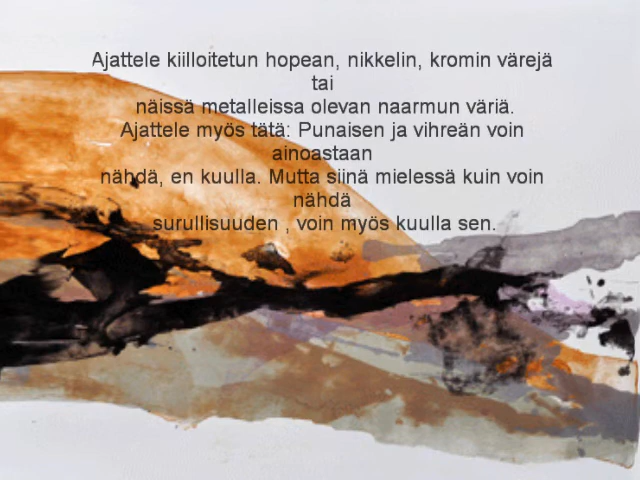 Ajattele kiilloitetun hopean, nikkelin, kromin värejä
tai
näissä metalleissa olevan naarmun väriä.
Ajattele myös tätä: Punaisen ja vihreän voin
ainoastaan
nähdä, en kuulla. Mutta siinä mielessä kuin voin
nähdä
surullisuuden , voin myös kuulla sen.